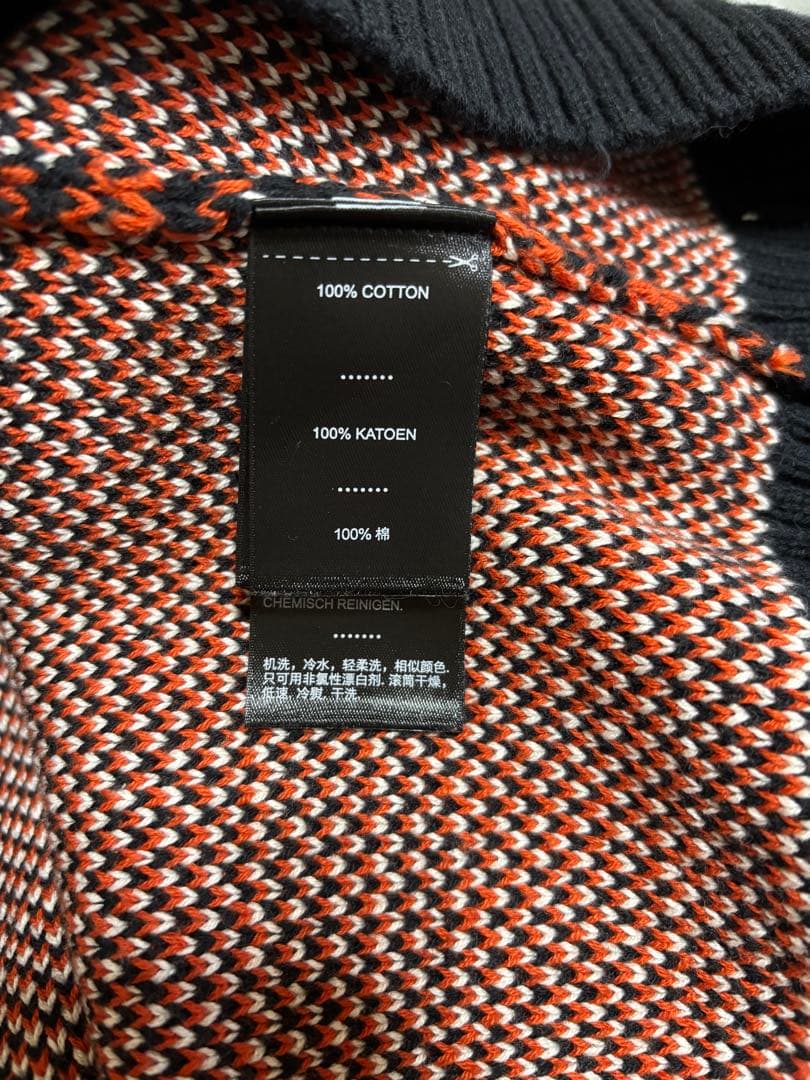 100% COTTON
.......
100% KATOEN
.......
100% 棉
CHEMISCH REINIGEN.
.......
机洗，冷水，轻柔洗，相似颜色.
只可用非氯性漂白剂. 滚筒干燥，
低速. 冷熨. 干洗.